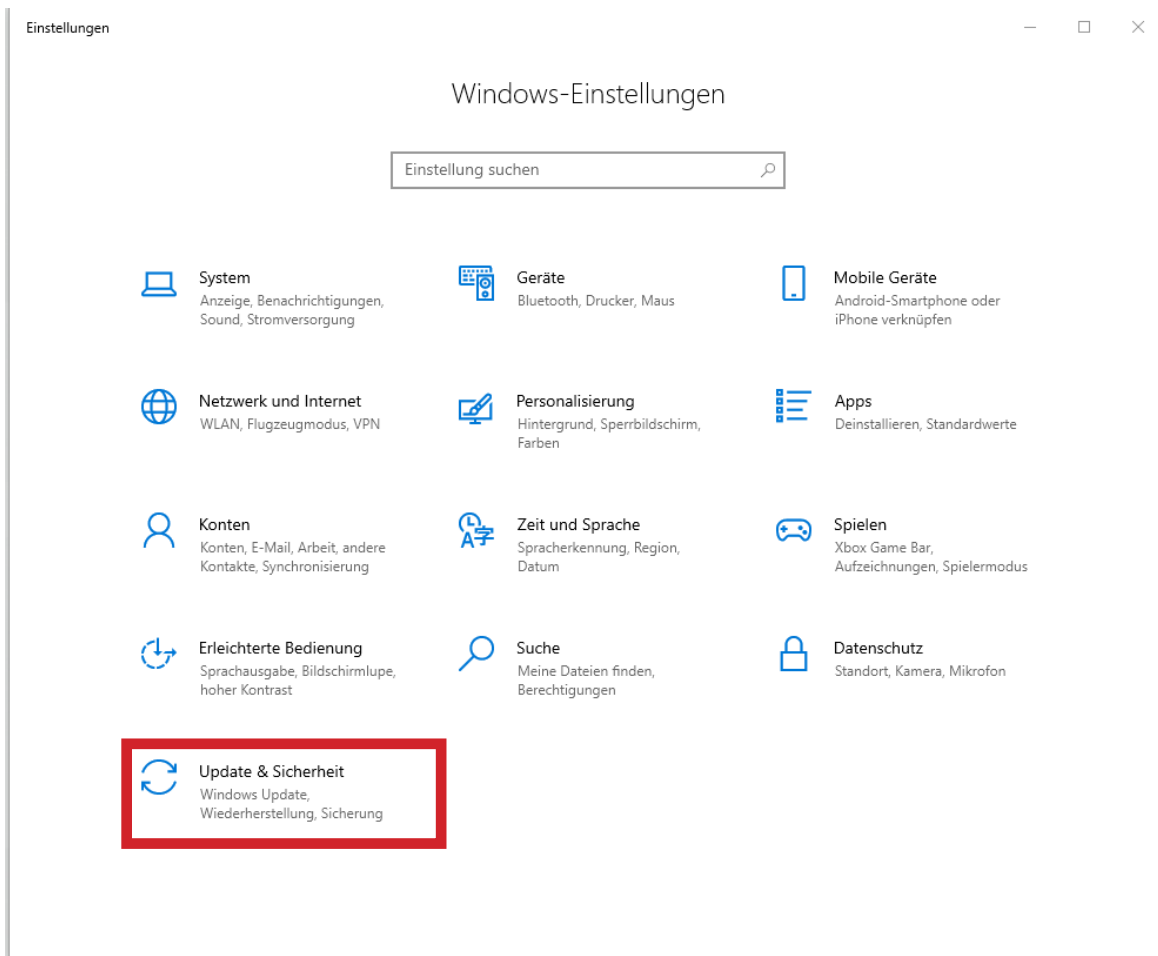 Einstellungen
Windows-Einstellungen
Einstellung suchen
System
Anzeige, Benachrichtigungen,
Sound, Stromversorgung
Geräte
Bluetooth, Drucker, Maus
Mobile Geräte
Android-Smartphone oder
iPhone verknüpfen
Netzwerk und Internet
WLAN, Flugzeugmodus, VPN
Personalisierung
Hintergrund, Sperrbildschirm,
Farben
Apps
Deinstallieren, Standardwerte
Konten
Konten, E-Mail, Arbeit, andere
Kontakte, Synchronisierung
Zeit und Sprache
Spracherkennung, Region,
Datum
Spielen
Xbox Game Bar,
Aufzeichnungen, Spielermodus
Erleichterte Bedienung
Sprachausgabe, Bildschirmlupe,
hoher Kontrast
Suche
Meine Dateien finden,
Berechtigungen
Datenschutz
Standort, Kamera, Mikrofon
Update & Sicherheit
Windows Update,
Wiederherstellung, Sicherung